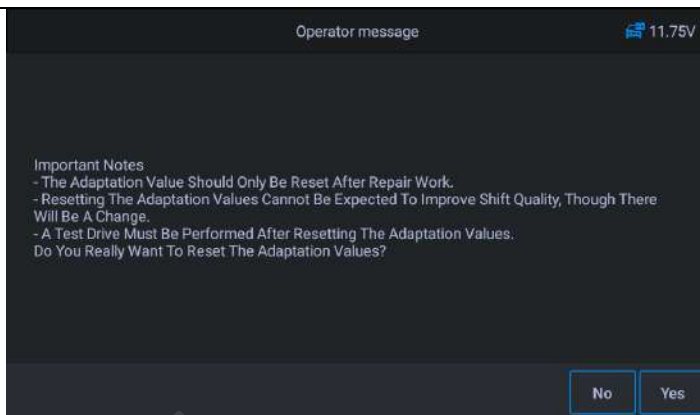 Operator message
11.75V
Important Notes
- The Adaptation Value Should Only Be Reset After Repair Work.
- Resetting The Adaptation Values Cannot Be Expected To Improve Shift Quality, Though There
Will Be A Change.
- A Test Drive Must Be Performed After Resetting The Adaptation Values.
Do You Really Want To Reset The Adaptation Values?
No
Yes